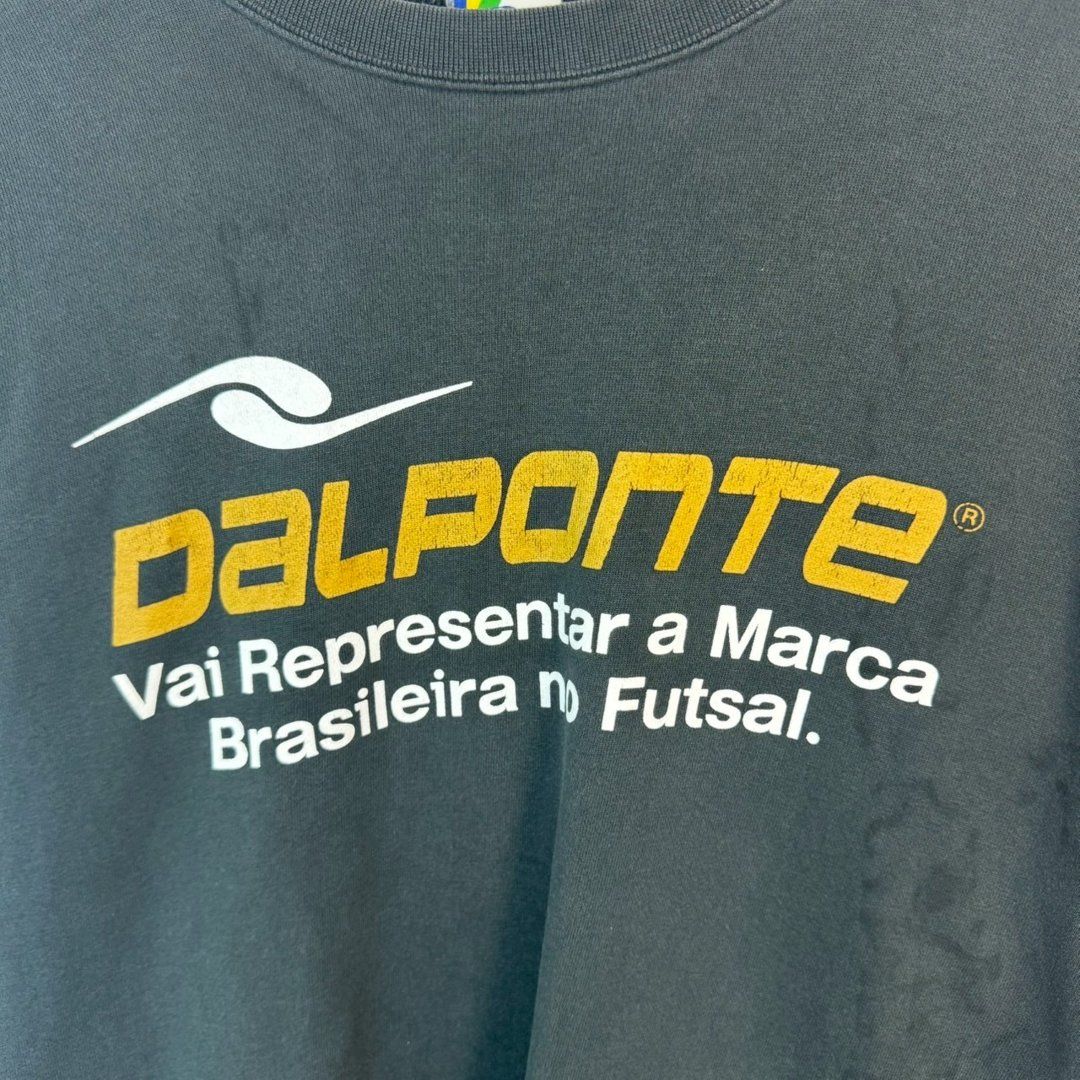 DALPONTE®
Vai Representar a Marca
Brasileira no Futsal.